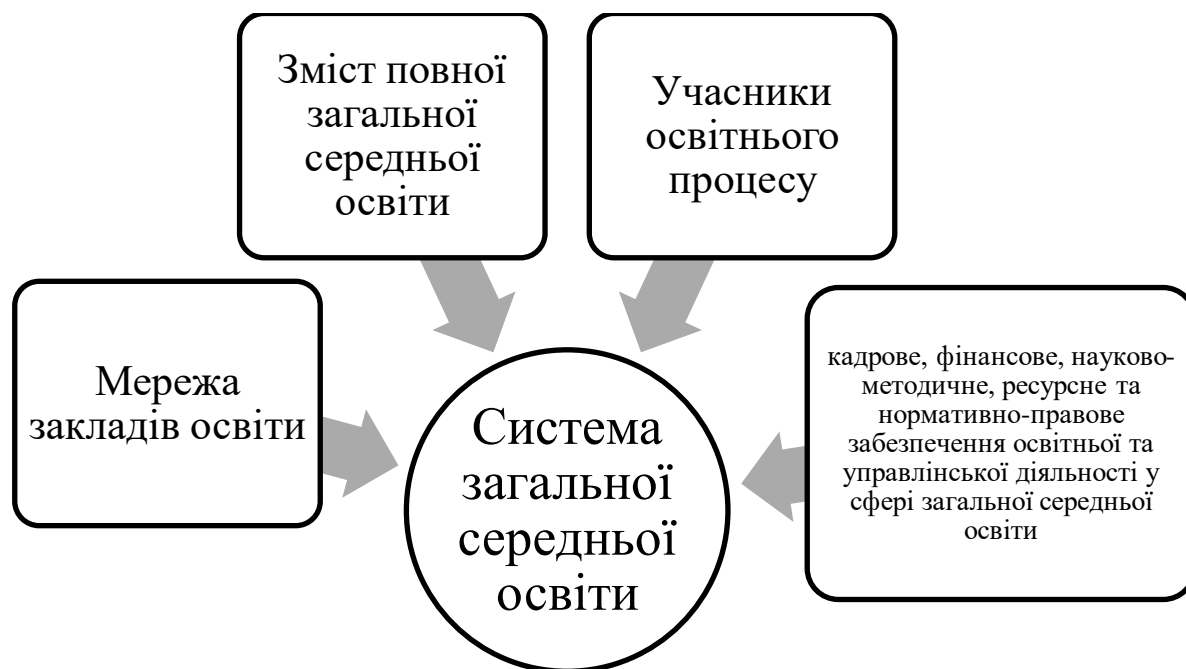 Зміст повної
загальної
середньої
освіти
Учасники
освітнього
процесу
Мережа
закладів освіти
кадрове, фінансове, науково-
методичне, ресурсне та
нормативно-правове
забезпечення освітньої та
управлінської діяльності у
сфері загальної середньої
освіти
Система
загальної
середньої
освіти